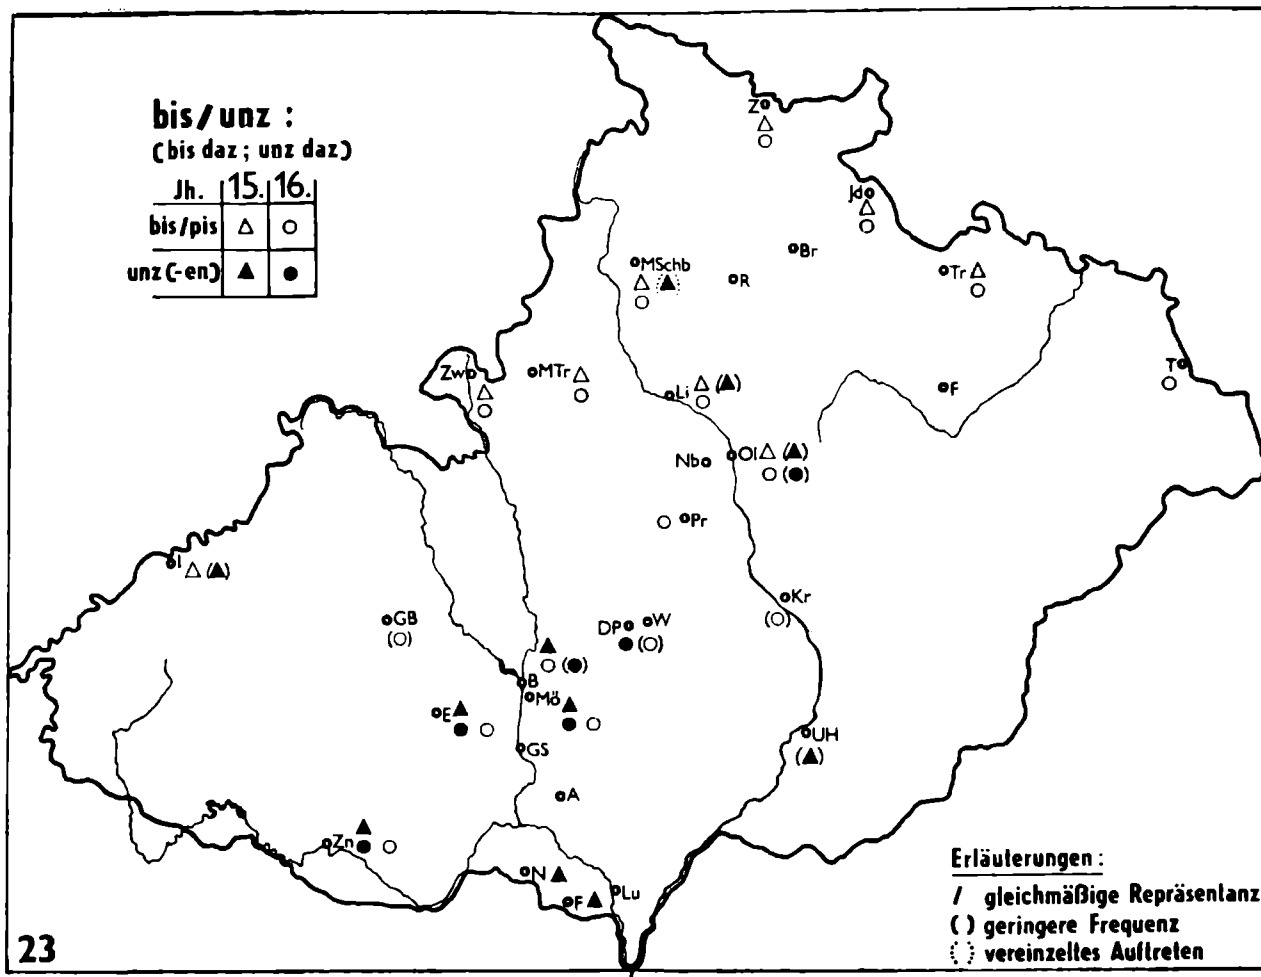 bis/unz :
(bis daz ; unz daz)
Jh. 15. 16.
bis/pis
unz (-en)
Z
Jd
Br
MSchb
R
Tr
Zw
MTr
Li
F
T
Nb
Ol
Pr
I
GB
DP
W
Kr
B
Mö
E
GS
UH
A
Zn
N
F
Lu
Erläuterungen :
/ gleichmäßige Repräsentanz
( ) geringere Frequenz
( ) vereinzeltes Auftreten
23